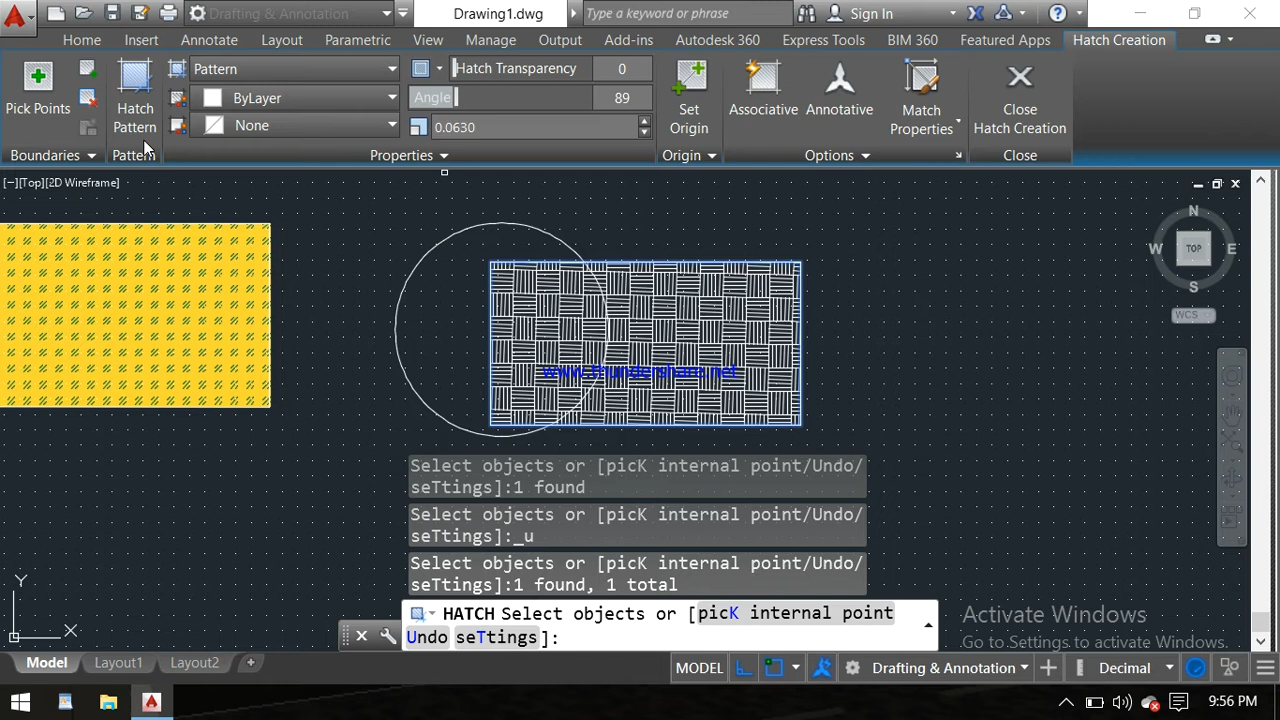 Drafting & Annotation
Drawing1.dwg
Type a keyword or phrase
Sign In
Home
Insert
Annotate
Layout
Parametric
View
Manage
Output
Add-ins
Autodesk 360
Express Tools
BIM 360
Featured Apps
Hatch Creation
Pick Points
Boundaries
Hatch
Pattern
Pattern
Pattern
ByLayer
None
Hatch Transparency 0
Angle 89
0.0630
Properties
Set
Origin
Origin
Associative
Annotative
Match
Properties
Options
Close
Hatch Creation
Close
[−][Top][2D Wireframe]
N
W TOP E
S
WCS
www.thundershare.net
Select objects or [picK internal point/Undo/
seTtings]:1 found
Select objects or [picK internal point/Undo/
seTtings]:_u
Select objects or [picK internal point/Undo/
seTtings]:1 found, 1 total
HATCH Select objects or [picK internal point
Undo seTtings]:
Y
X
Activate Windows
Go to Settings to activate Windows.
Model
Layout1
Layout2
MODEL
Drafting & Annotation
Decimal
9:56 PM